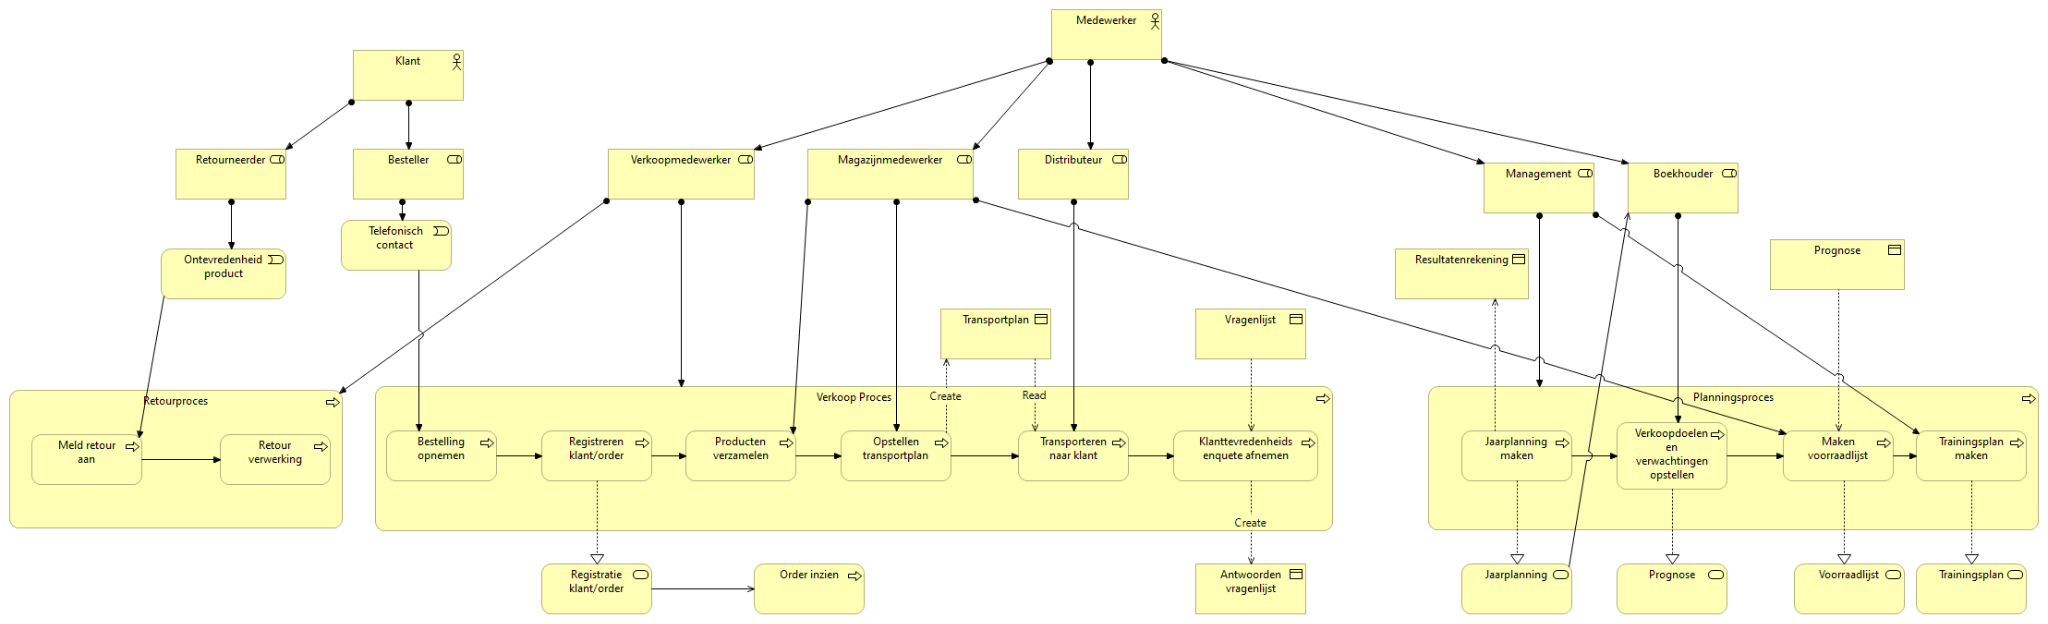 Medewerker
Klant
Retourneerder
Besteller
Verkoopmedewerker
Magazijnmedewerker
Distributeur
Management
Boekhouder
Telefonisch
contact
Ontevredenheid
product
Resultatenrekening
Prognose
Transportplan
Vragenlijst
Retourproces
Verkoop Proces
Create
Read
Planningsproces
Meld retour
aan
Retour
verwerking
Bestelling
opnemen
Registreren
klant/order
Producten
verzamelen
Opstellen
transportplan
Transporteren
naar klant
Klanttevredenheids
enquete afnemen
Jaarplanning
maken
Verkoopdoelen
en
verwachtingen
opstellen
Maken
voorraadlijst
Trainingsplan
maken
Create
Registratie
klant/order
Order inzien
Antwoorden
vragenlijst
Jaarplanning
Prognose
Voorraadlijst
Trainingsplan